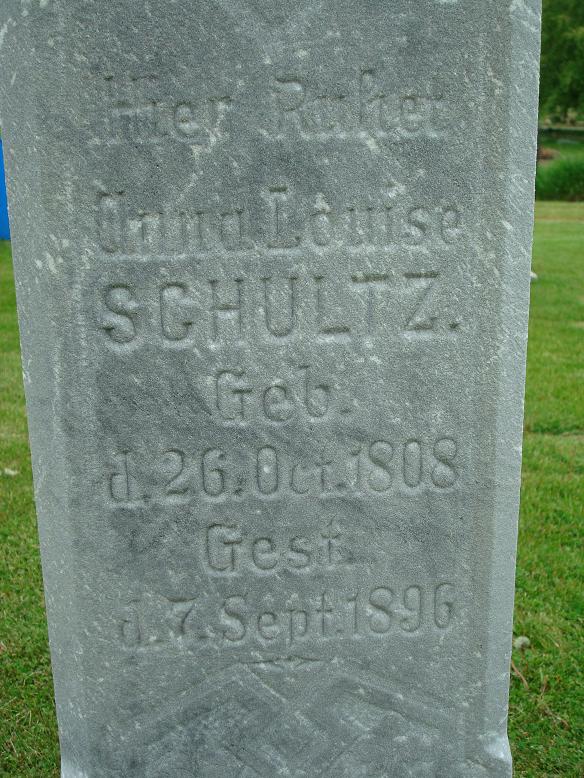 Hier Ruhet
Anna Louise
SCHULTZ.
Geb.
d. 26. Oct. 1808
Gest.
d. 7. Sept. 1896